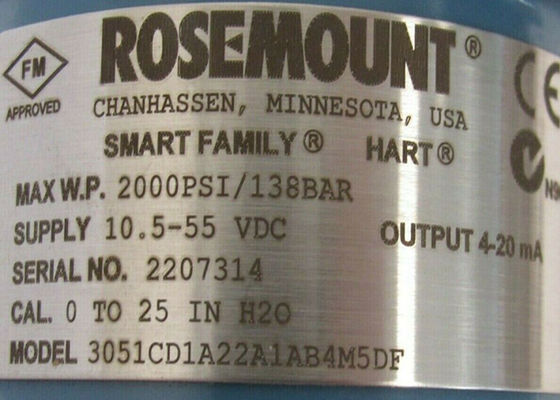 FM
APPROVED
ROSEMOUNT®
CHANHASSEN, MINNESOTA, USA
SMART FAMILY® HART®
MAX W.P. 2000PSI/138BAR
SUPPLY 10.5-55 VDC
OUTPUT 4-20 mA
SERIAL NO. 2207314
CAL. 0 TO 25 IN H2O
MODEL 3051CD1A22A1AB4M5DF